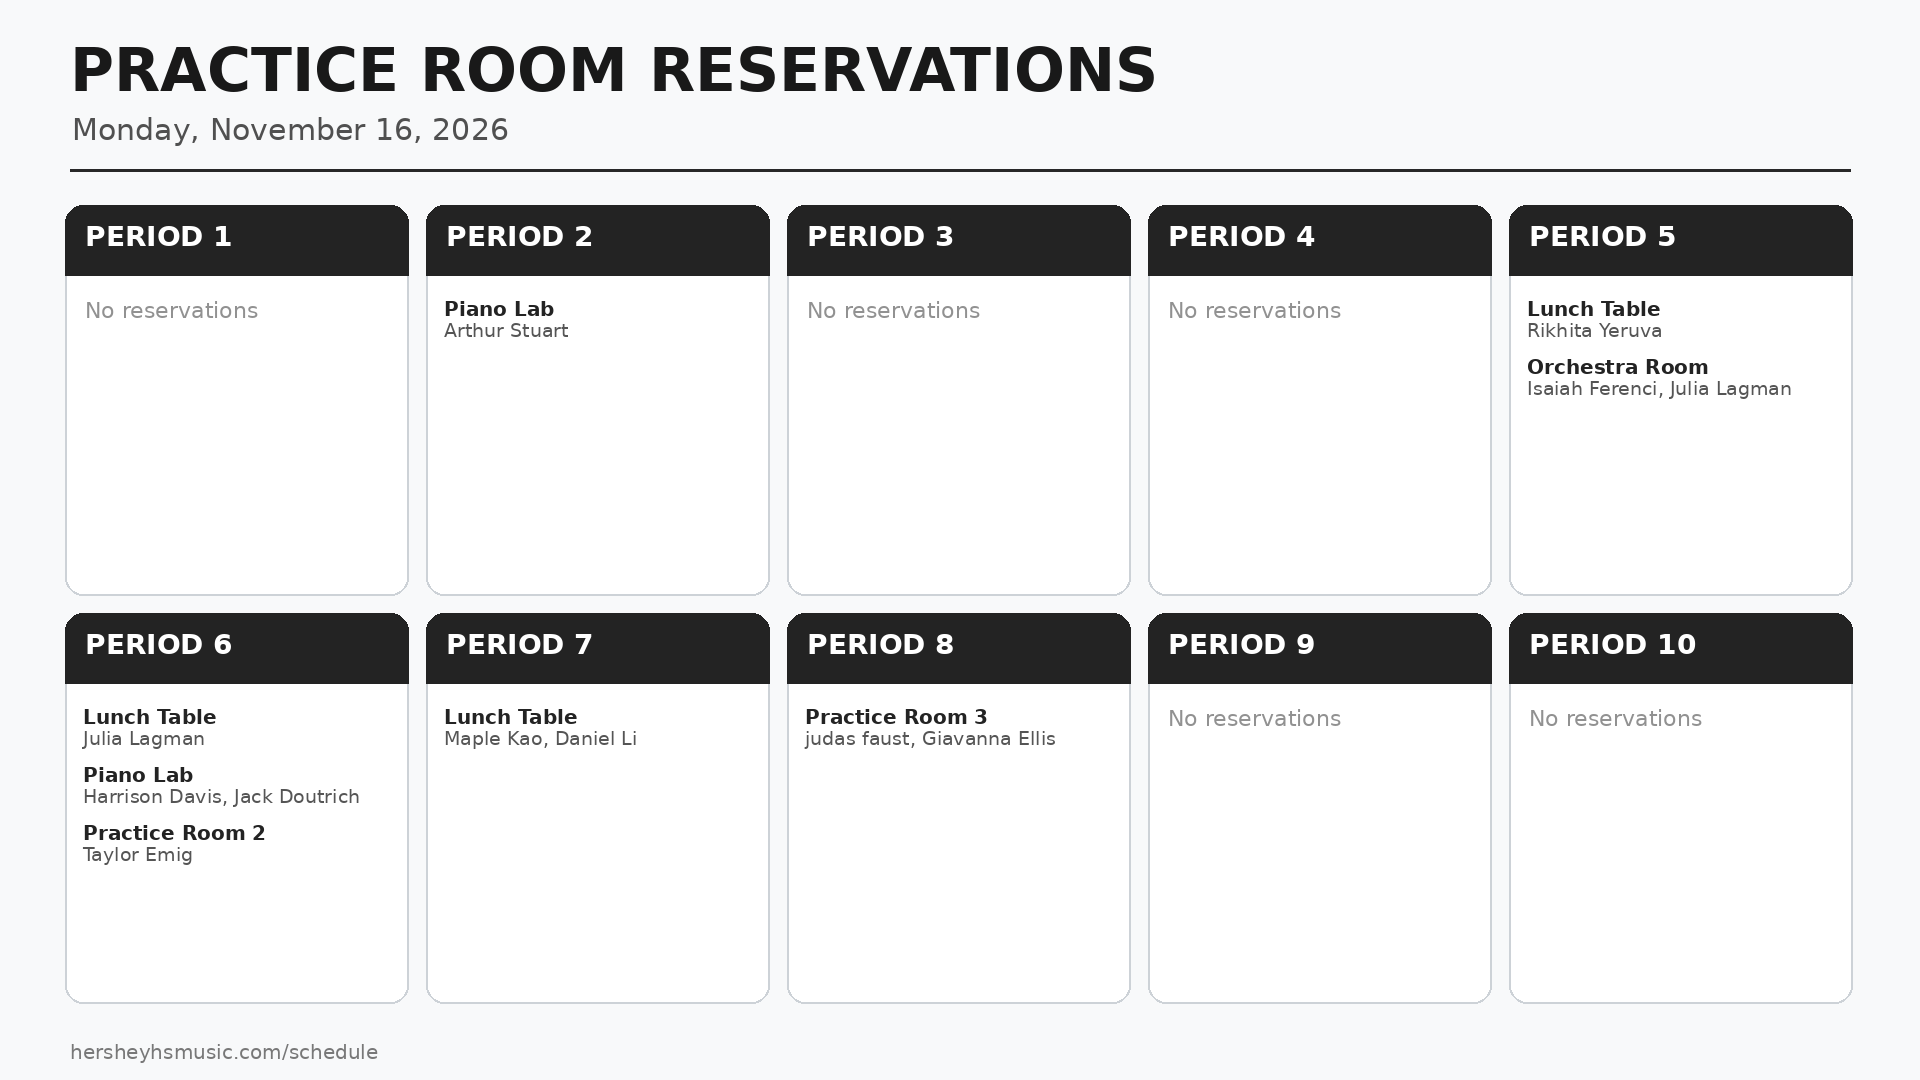 PRACTICE ROOM RESERVATIONS
Monday, November 16, 2026
PERIOD 1
No reservations
PERIOD 2
Piano Lab
Arthur Stuart
PERIOD 3
No reservations
PERIOD 4
No reservations
PERIOD 5
Lunch Table
Rikhita Yeruva
Orchestra Room
Isaiah Ferenci, Julia Lagman
PERIOD 6
Lunch Table
Julia Lagman
Piano Lab
Harrison Davis, Jack Doutrich
Practice Room 2
Taylor Emig
PERIOD 7
Lunch Table
Maple Kao, Daniel Li
PERIOD 8
Practice Room 3
judas faust, Giavanna Ellis
PERIOD 9
No reservations
PERIOD 10
No reservations
hersheyhsmusic.com/schedule